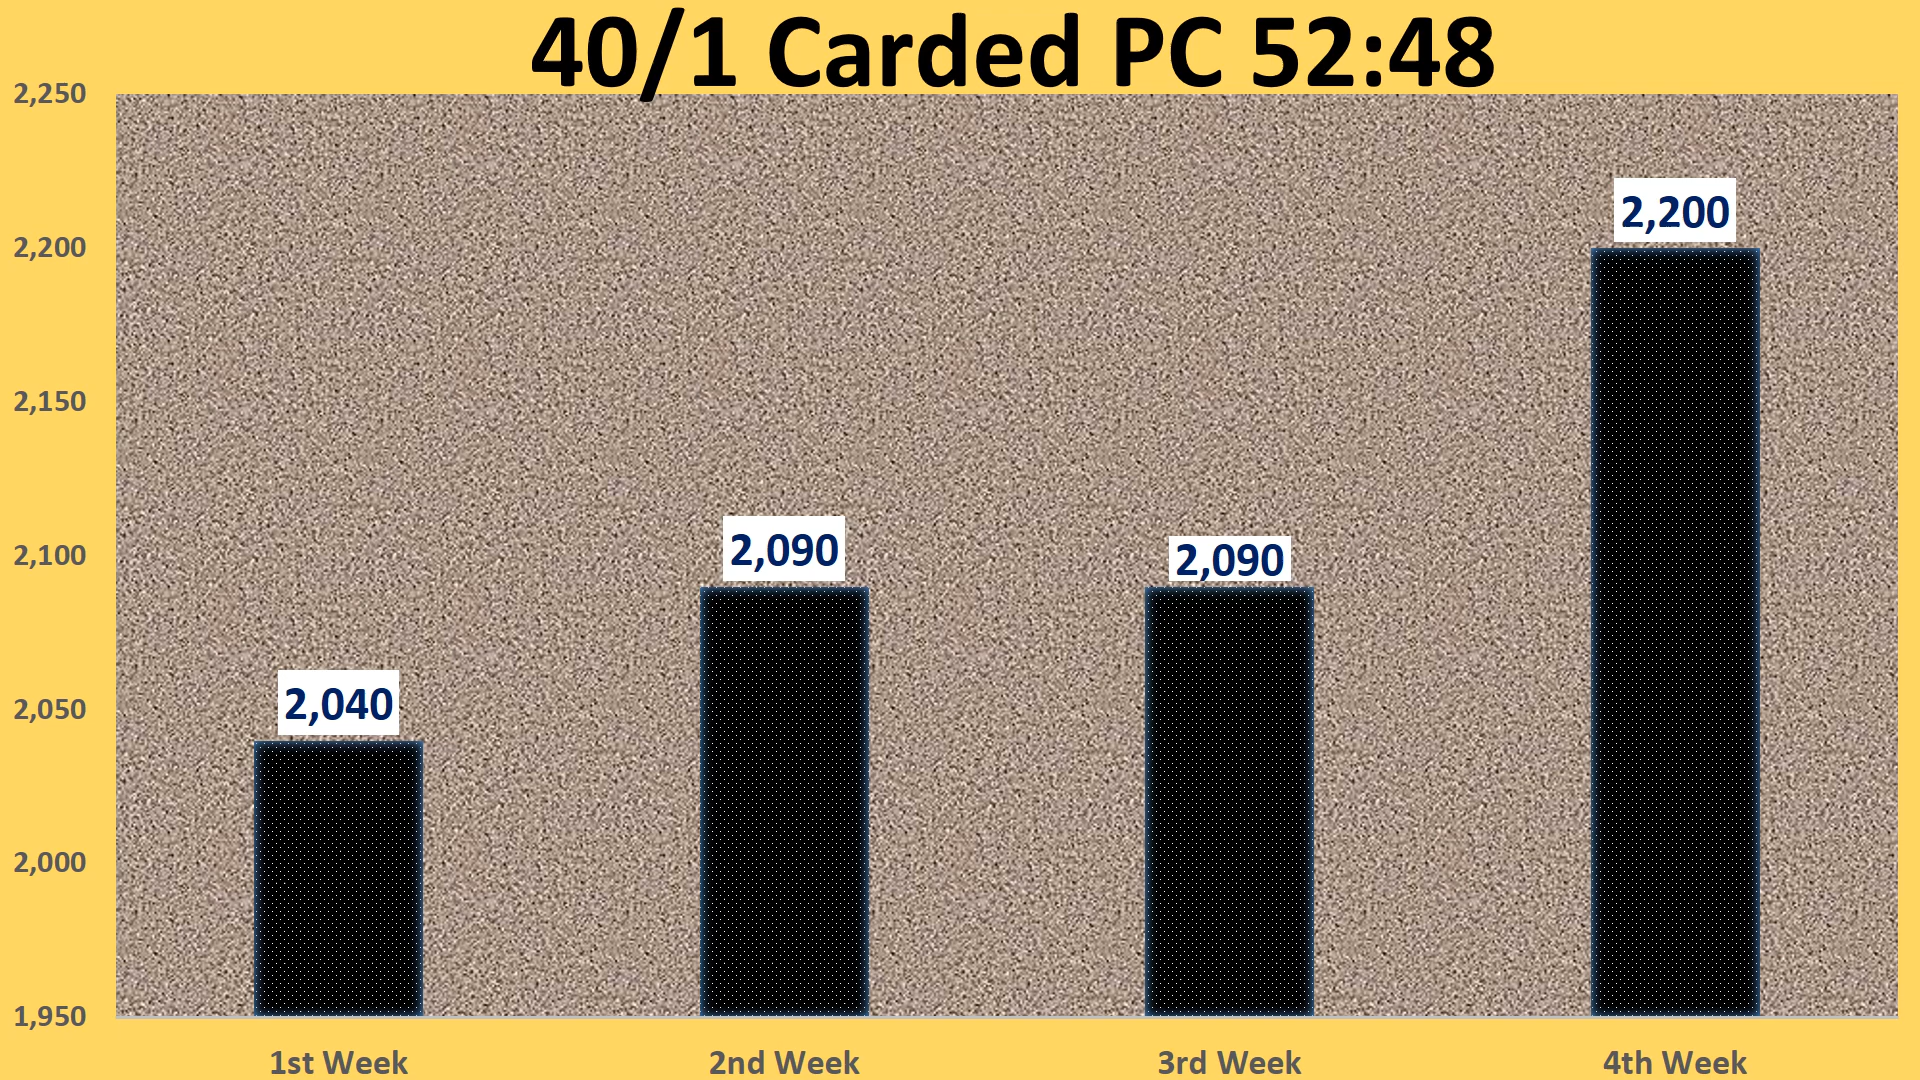 40/1 Carded PC 52:48
2,250
2,200
2,150
2,100
2,050
2,000
1,950
2,040
2,090
2,090
2,200
1st Week
2nd Week
3rd Week
4th Week